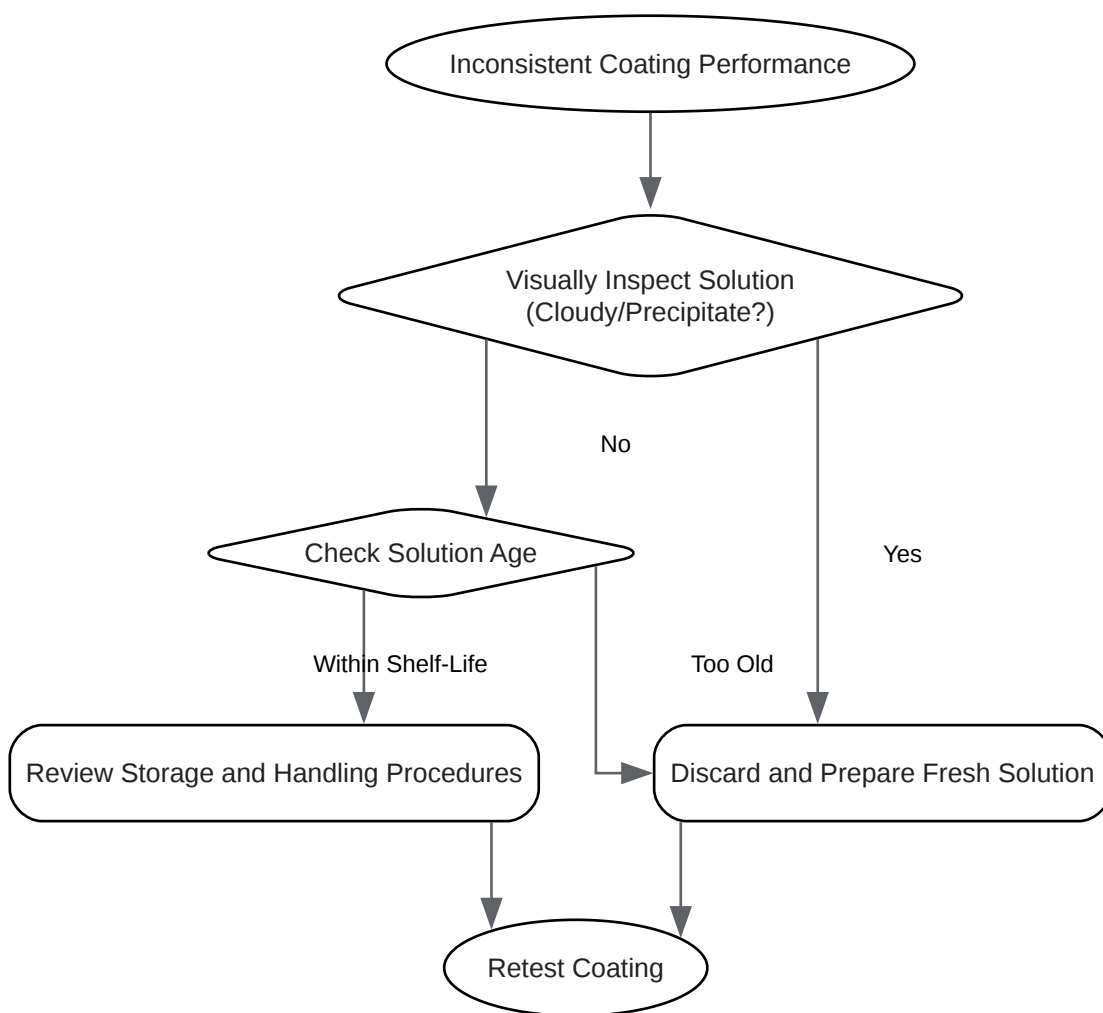 Inconsistent Coating Performance
Visually Inspect Solution
(Cloudy/Precipitate?)
No
Check Solution Age
Yes
Within Shelf-Life
Too Old
Review Storage and Handling Procedures
Discard and Prepare Fresh Solution
Retest Coating